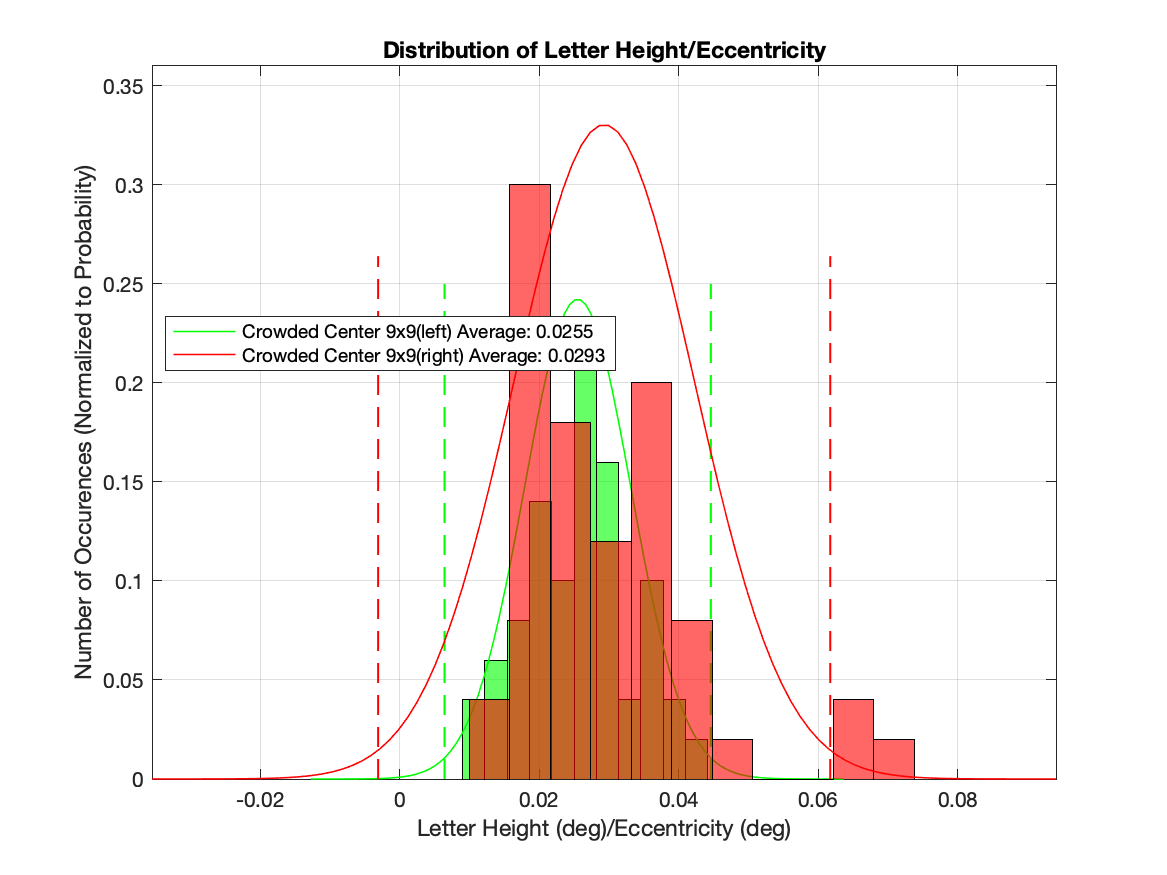 Distribution of Letter Height/Eccentricity
0.35
0.3
0.25
0.2
0.15
0.1
0.05
0
Number of Occurences (Normalized to Probability)
Crowded Center 9x9(left) Average: 0.0255
Crowded Center 9x9(right) Average: 0.0293
-0.02 0 0.02 0.04 0.06 0.08
Letter Height (deg)/Eccentricity (deg)